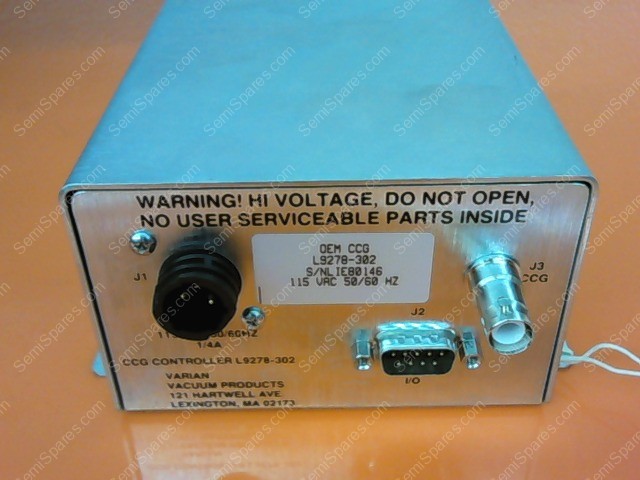 WARNING! HI VOLTAGE, DO NOT OPEN,
NO USER SERVICEABLE PARTS INSIDE
OEM CCG
L9278-302
S/NLIE80146
115 VAC 50/60 HZ
J1
J3
CCG
J2
I/O
1/4A
CCG CONTROLLER L9278-302
VARIAN
VACUUM PRODUCTS
121 HARTWELL AVE.
LEXINGTON, MA 02173
SemiSpares.com